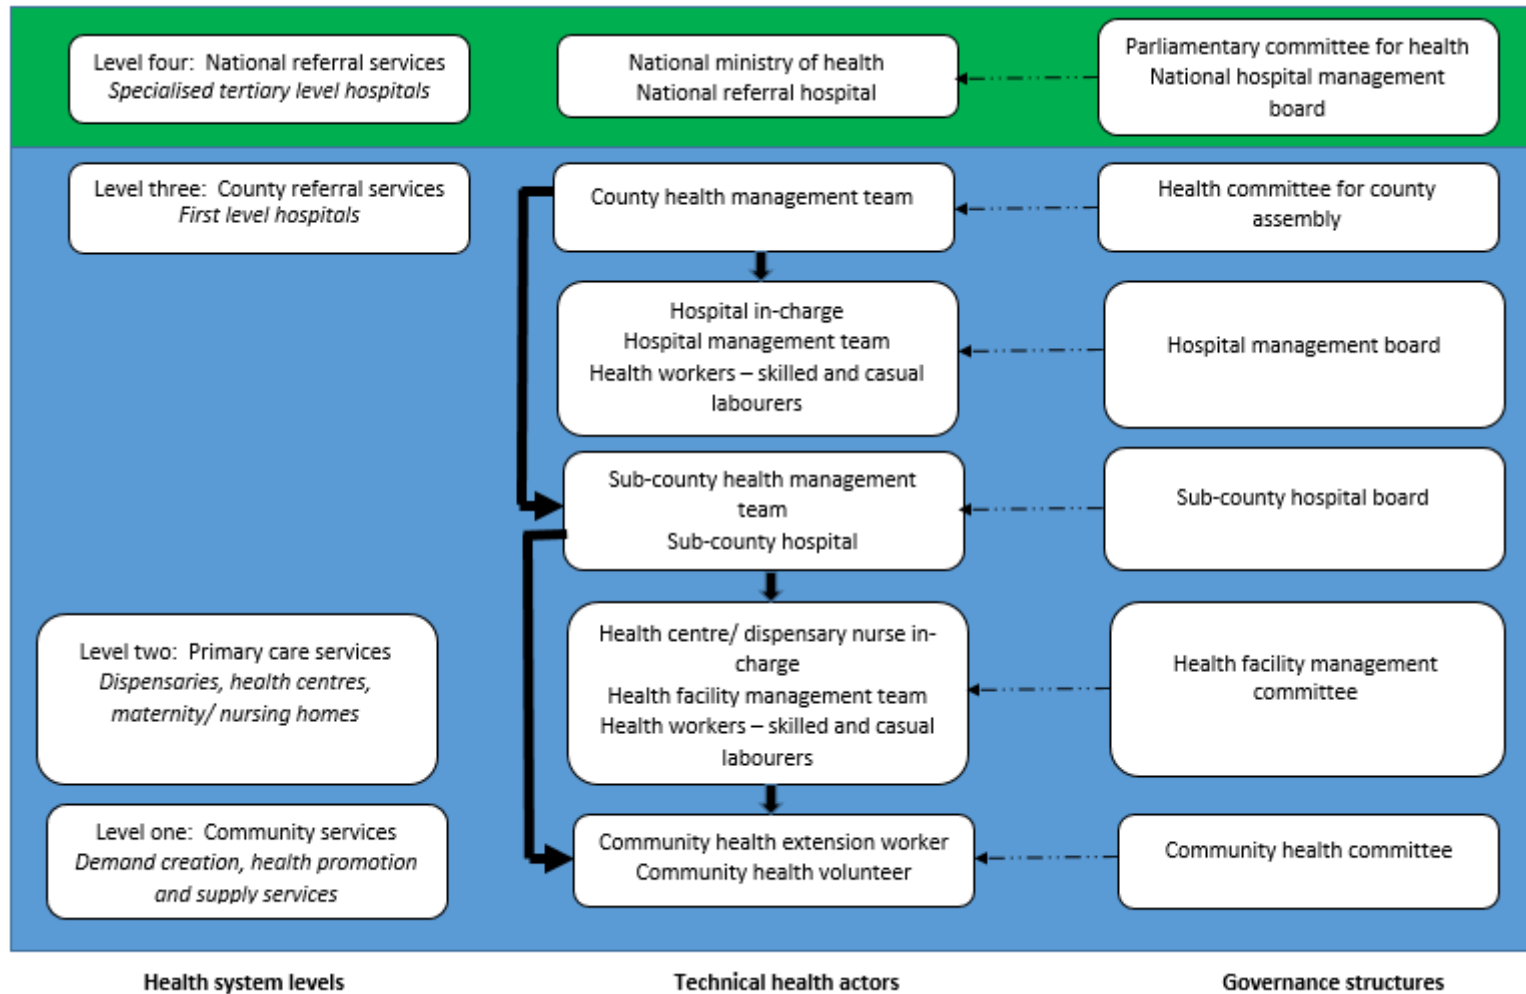 Level four:  National referral services
Specialised tertiary level hospitals
National ministry of health
National referral hospital
Parliamentary committee for health
National hospital management
board
Level three:  County referral services
First level hospitals
County health management team
Health committee for county
assembly
Hospital in-charge
Hospital management team
Health workers – skilled and casual
labourers
Hospital management board
Sub-county health management
team
Sub-county hospital
Sub-county hospital board
Level two:  Primary care services
Dispensaries, health centres,
maternity/ nursing homes
Health centre/ dispensary nurse in-
charge
Health facility management team
Health workers – skilled and casual
labourers
Health facility management
committee
Level one:  Community services
Demand creation, health promotion
and supply services
Community health extension worker
Community health volunteer
Community health committee
Health system levels
Technical health actors
Governance structures